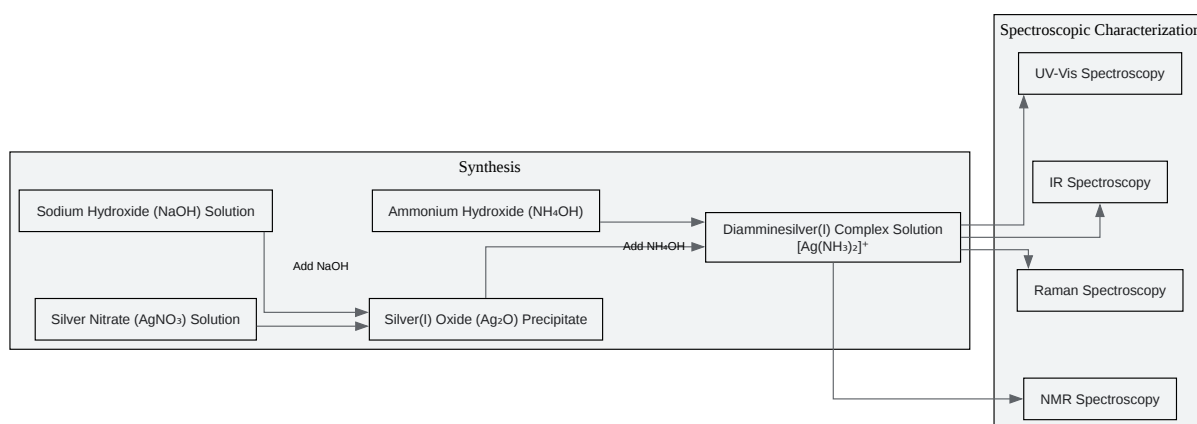 Spectroscopic Characterization
UV-Vis Spectroscopy
Synthesis
IR Spectroscopy
Sodium Hydroxide (NaOH) Solution
Ammonium Hydroxide (NH₄OH)
Diamminesilver(I) Complex Solution
[Ag(NH₃)₂]⁺
Add NH₄OH
Add NaOH
Raman Spectroscopy
Silver Nitrate (AgNO₃) Solution
Silver(I) Oxide (Ag₂O) Precipitate
NMR Spectroscopy